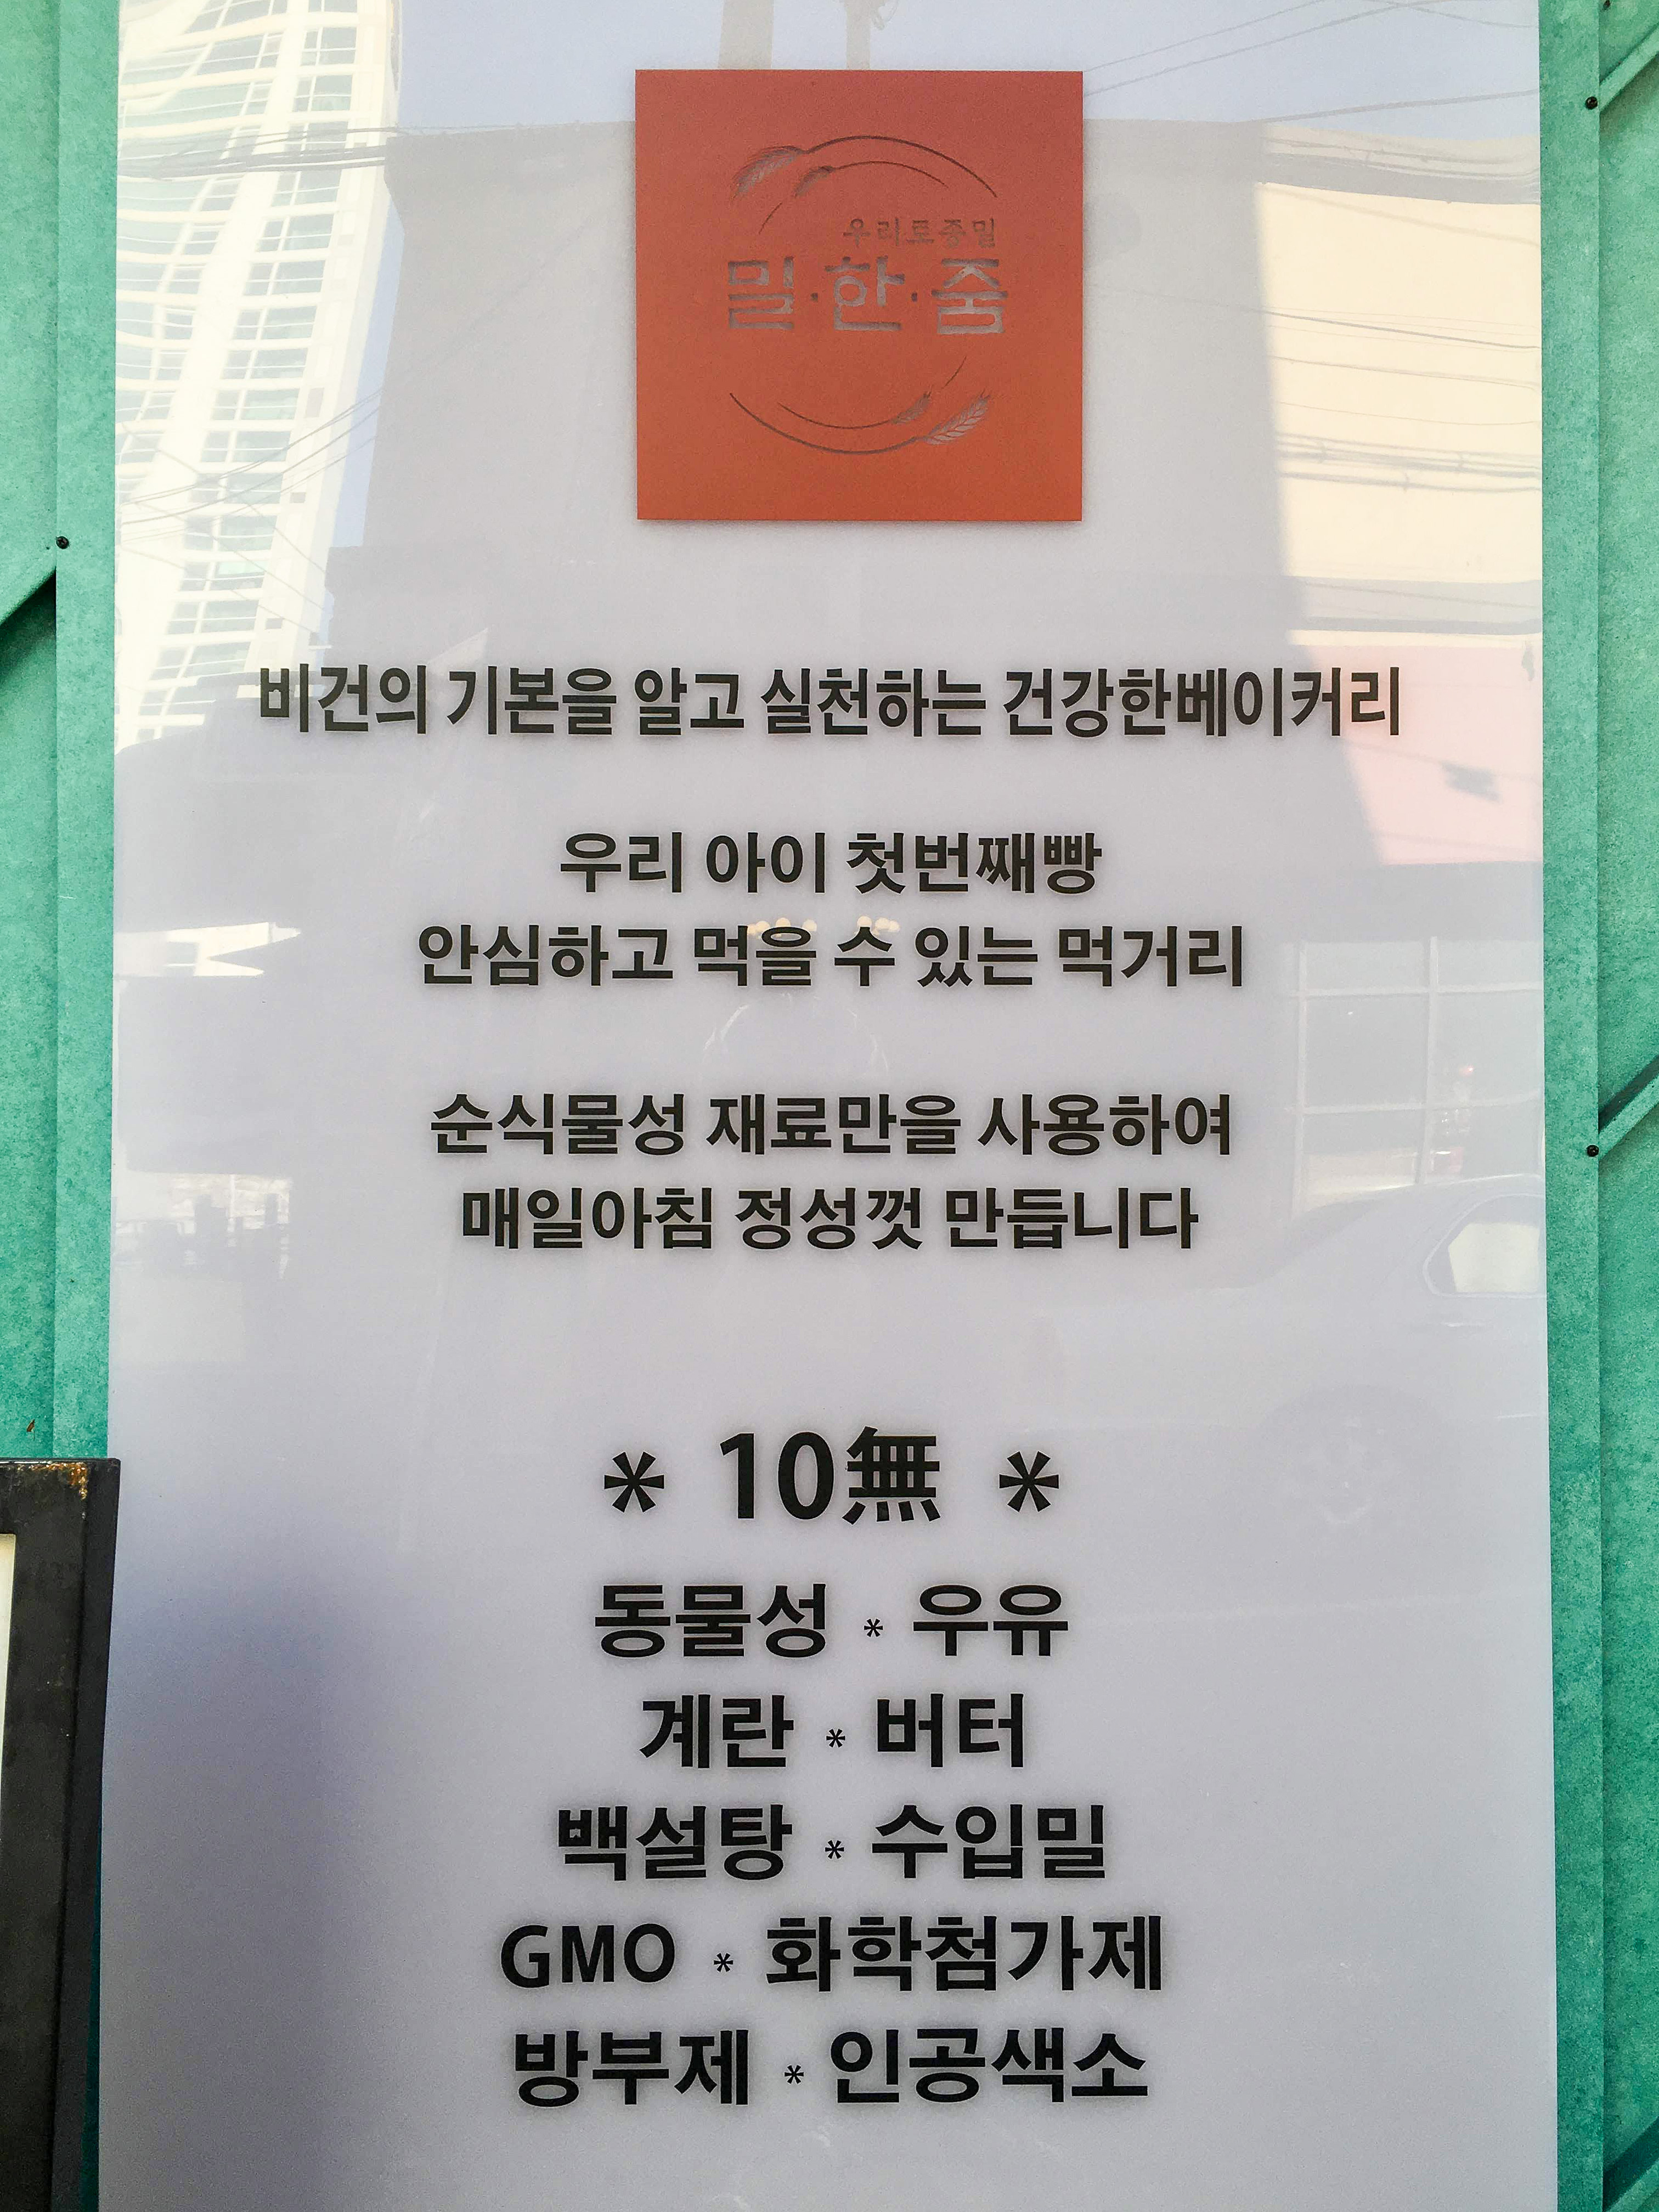 우리토종밀
밀·한·줌
비건의 기본을 알고 실천하는 건강한베이커리
우리 아이 첫번째빵
안심하고 먹을 수 있는 먹거리
순식물성 재료만을 사용하여
매일아침 정성껏 만듭니다
* 10無 *
동물성 * 우유
계란 * 버터
백설탕 * 수입밀
GMO * 화학첨가제
방부제 * 인공색소